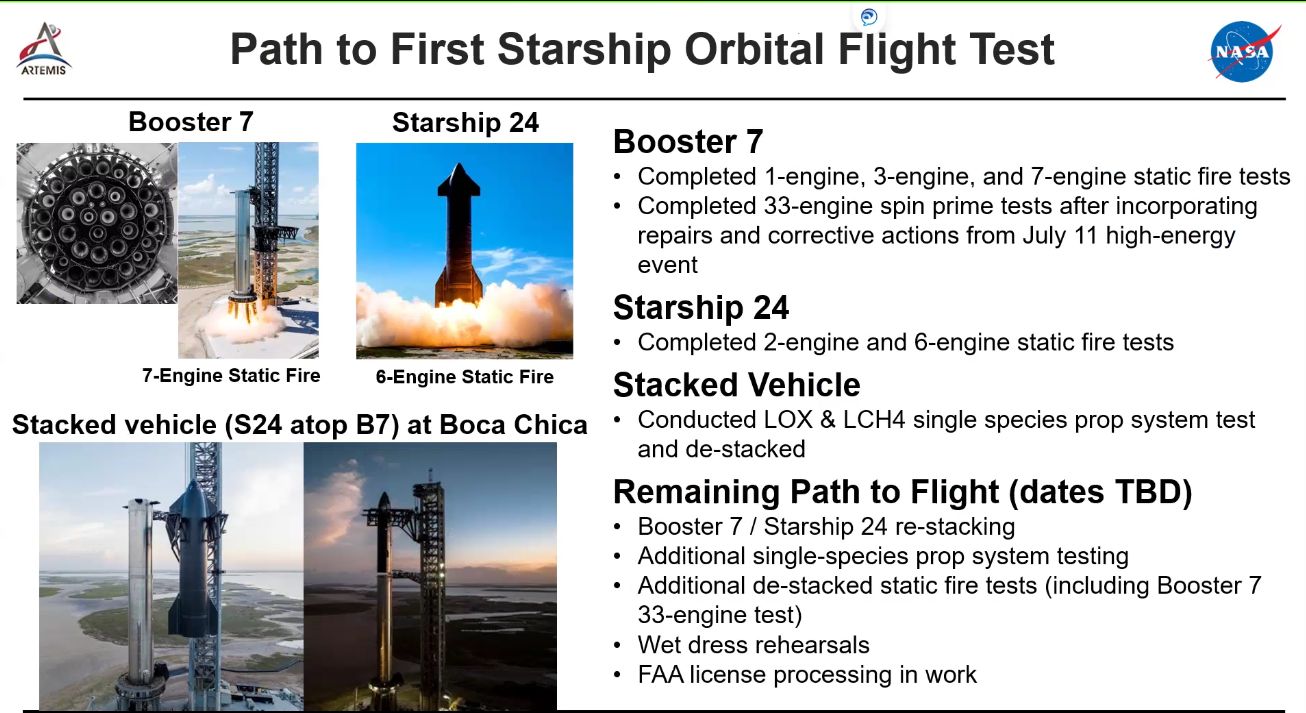 Path to First Starship Orbital Flight Test
ARTEMIS
NASA
Booster 7
Starship 24
7-Engine Static Fire
6-Engine Static Fire
Stacked vehicle (S24 atop B7) at Boca Chica
Booster 7
• Completed 1-engine, 3-engine, and 7-engine static fire tests
• Completed 33-engine spin prime tests after incorporating
repairs and corrective actions from July 11 high-energy
event
Starship 24
• Completed 2-engine and 6-engine static fire tests
Stacked Vehicle
• Conducted LOX & LCH4 single species prop system test
and de-stacked
Remaining Path to Flight (dates TBD)
• Booster 7 / Starship 24 re-stacking
• Additional single-species prop system testing
• Additional de-stacked static fire tests (including Booster 7
33-engine test)
• Wet dress rehearsals
• FAA license processing in work